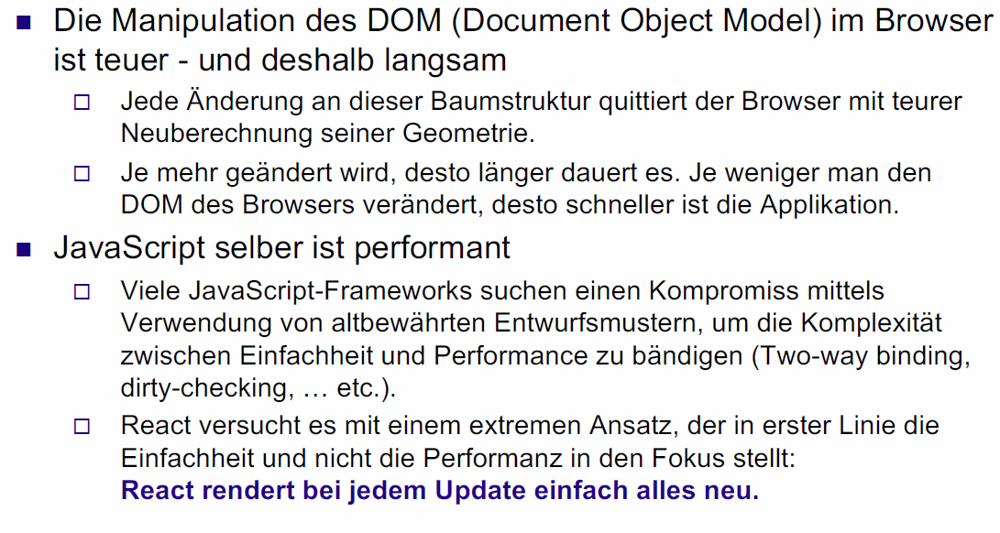 Die Manipulation des DOM (Document Object Model) im Browser
ist teuer - und deshalb langsam
Jede Änderung an dieser Baumstruktur quittiert der Browser mit teurer
Neuberechnung seiner Geometrie.
Je mehr geändert wird, desto länger dauert es. Je weniger man den
DOM des Browsers verändert, desto schneller ist die Applikation.
JavaScript selber ist performant
Viele JavaScript-Frameworks suchen einen Kompromiss mittels
Verwendung von altbewährten Entwurfsmustern, um die Komplexität
zwischen Einfachheit und Performance zu bändigen (Two-way binding,
dirty-checking, … etc.).
React versucht es mit einem extremen Ansatz, der in erster Linie die
Einfachheit und nicht die Performanz in den Fokus stellt:
React rendert bei jedem Update einfach alles neu.